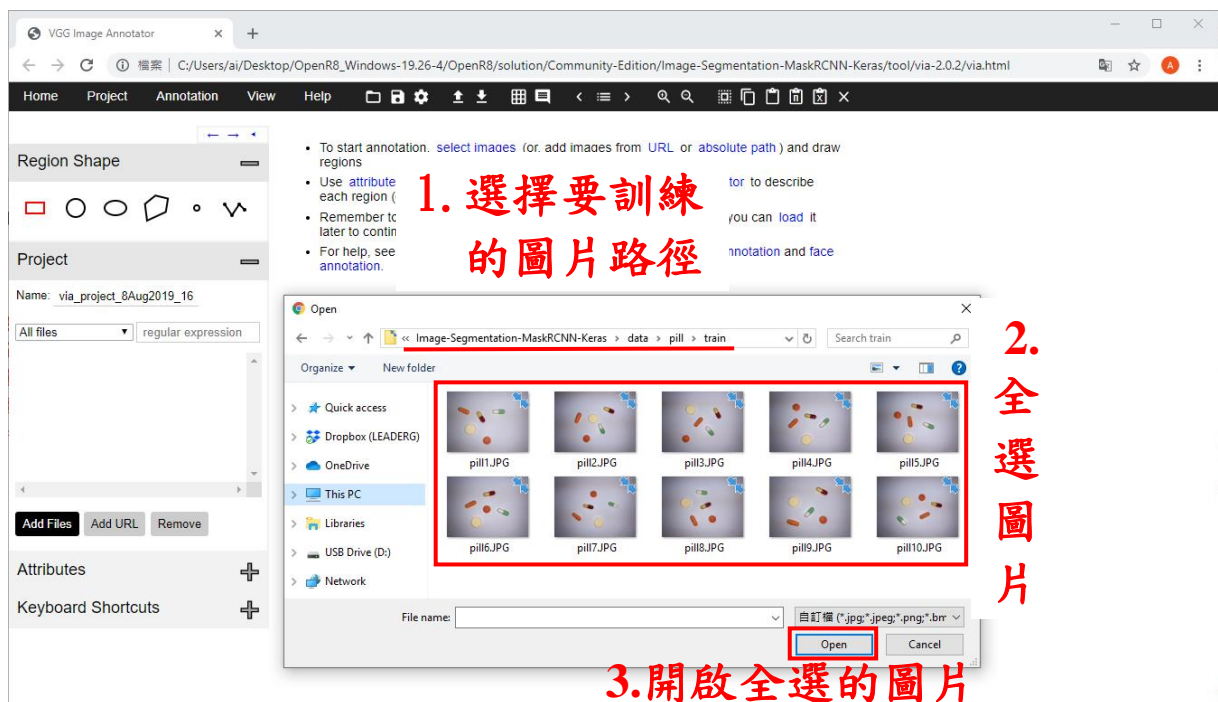 VGG Image Annotator
檔案 | C:/Users/ai/Desktop/OpenR8_Windows-19.26-4/OpenR8/solution/Community-Edition/Image-Segmentation-MaskRCNN-Keras/tool/via-2.0.2/via.html
A
Home Project Annotation View Help
Region Shape
Project
Name: via_project_8Aug2019_16
All files regular expression
Add Files Add URL Remove
Attributes
Keyboard Shortcuts
To start annotation, select images (or, add images from URL or absolute path ) and draw
regions
Use attribute tor to describe
each region (
Remember to you can load it
later to contin
For help, see nnotation and face
annotation.
1. 選擇要訓練
的圖片路徑
Open
« Image-Segmentation-MaskRCNN-Keras > data > pill > train
Search train
Organize New folder
Quick access
Dropbox (LEADERG)
OneDrive
This PC
Libraries
USB Drive (D:)
Network
pill1.JPG pill2.JPG pill3.JPG pill4.JPG pill5.JPG
pill6.JPG pill7.JPG pill8.JPG pill9.JPG pill10.JPG
File name:
自訂檔 (*.jpg;*.jpeg;*.png;*.bm
Open Cancel
2.
全
選
圖
片
3.開啟全選的圖片